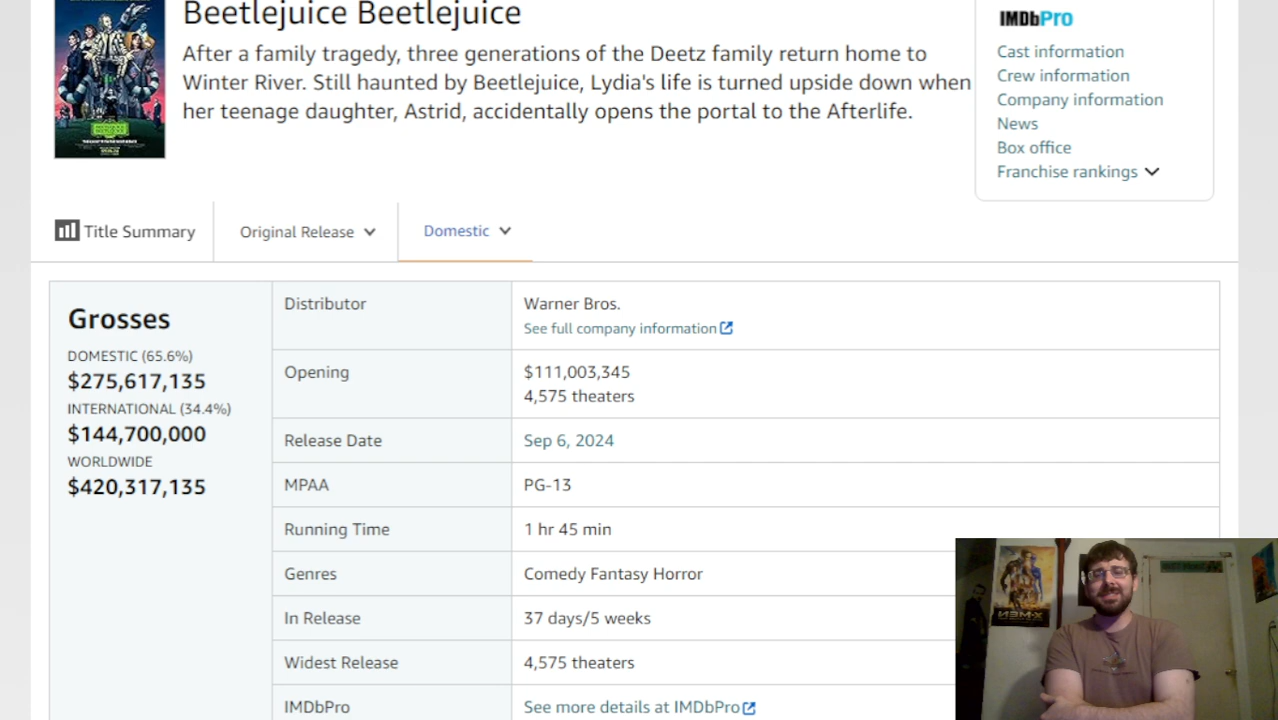 Beetlejuice Beetlejuice
After a family tragedy, three generations of the Deetz family return home to
Winter River. Still haunted by Beetlejuice, Lydia's life is turned upside down when
her teenage daughter, Astrid, accidentally opens the portal to the Afterlife.
IMDbPro
Cast information
Crew information
Company information
News
Box office
Franchise rankings
Title Summary
Original Release
Domestic
Grosses
DOMESTIC (65.6%)
$275,617,135
INTERNATIONAL (34.4%)
$144,700,000
WORLDWIDE
$420,317,135
Distributor
Warner Bros.
See full company information
Opening
$111,003,345
4,575 theaters
Release Date
Sep 6, 2024
MPAA
PG-13
Running Time
1 hr 45 min
Genres
Comedy Fantasy Horror
In Release
37 days/5 weeks
Widest Release
4,575 theaters
IMDbPro
See more details at IMDbPro